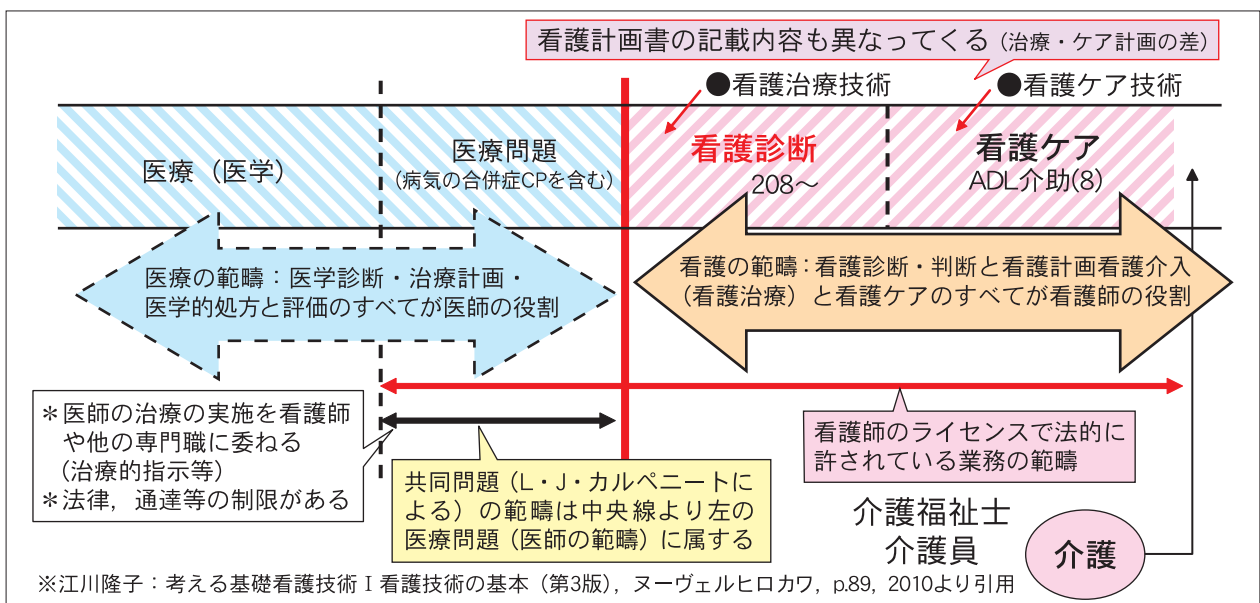 看護計画書の記載内容も異なってくる（治療・ケア計画の差）
●看護治療技術
●看護ケア技術
医療（医学）
医療問題
（病気の合併症CPを含む）
看護診断
208～
看護ケア
ADL介助(8)
医療の範疇：医学診断・治療計画・
医学的処方と評価のすべてが医師の役割
看護の範疇：看護診断・判断と看護計画看護介入
（看護治療）と看護ケアのすべてが看護師の役割
＊医師の治療の実施を看護師
や他の専門職に委ねる
（治療的指示等）
＊法律，通達等の制限がある
共同問題（L・J・カルペニートに
よる）の範疇は中央線より左の
医療問題（医師の範疇）に属する
看護師のライセンスで法的に
許されている業務の範疇
介護福祉士
介護員
介護
※江川隆子：考える基礎看護技術Ⅰ看護技術の基本（第3版），ヌーヴェルヒロカワ，p.89，2010より引用